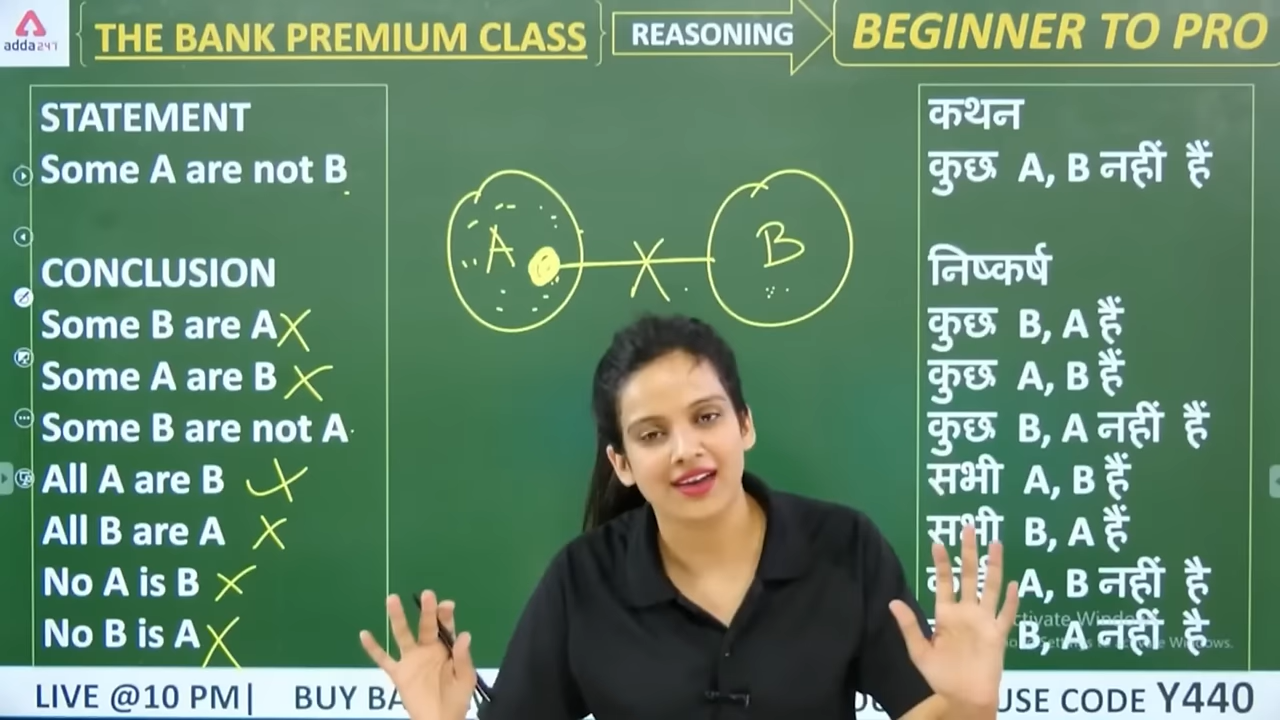 adda247
THE BANK PREMIUM CLASS
REASONING
BEGINNER TO PRO
STATEMENT
Some A are not B
CONCLUSION
Some B are A
Some A are B
Some B are not A
All A are B
All B are A
No A is B
No B is A
A
B
कथन
कुछ A, B नहीं हैं
निष्कर्ष
कुछ B, A हैं
कुछ A, B हैं
कुछ B, A नहीं हैं
सभी A, B हैं
सभी B, A हैं
A, B नहीं है
B, A नहीं है
LIVE @10 PM| BUY
USE CODE Y440